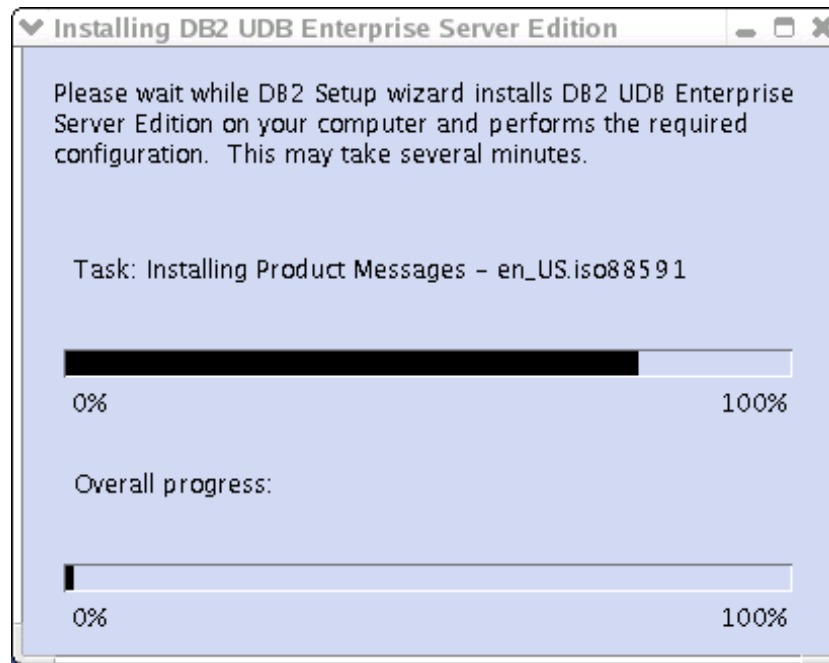 Installing DB2 UDB Enterprise Server Edition
Please wait while DB2 Setup wizard installs DB2 UDB Enterprise
Server Edition on your computer and performs the required
configuration. This may take several minutes.
Task: Installing Product Messages – en_US.iso88591
0% 100%
Overall progress:
0% 100%